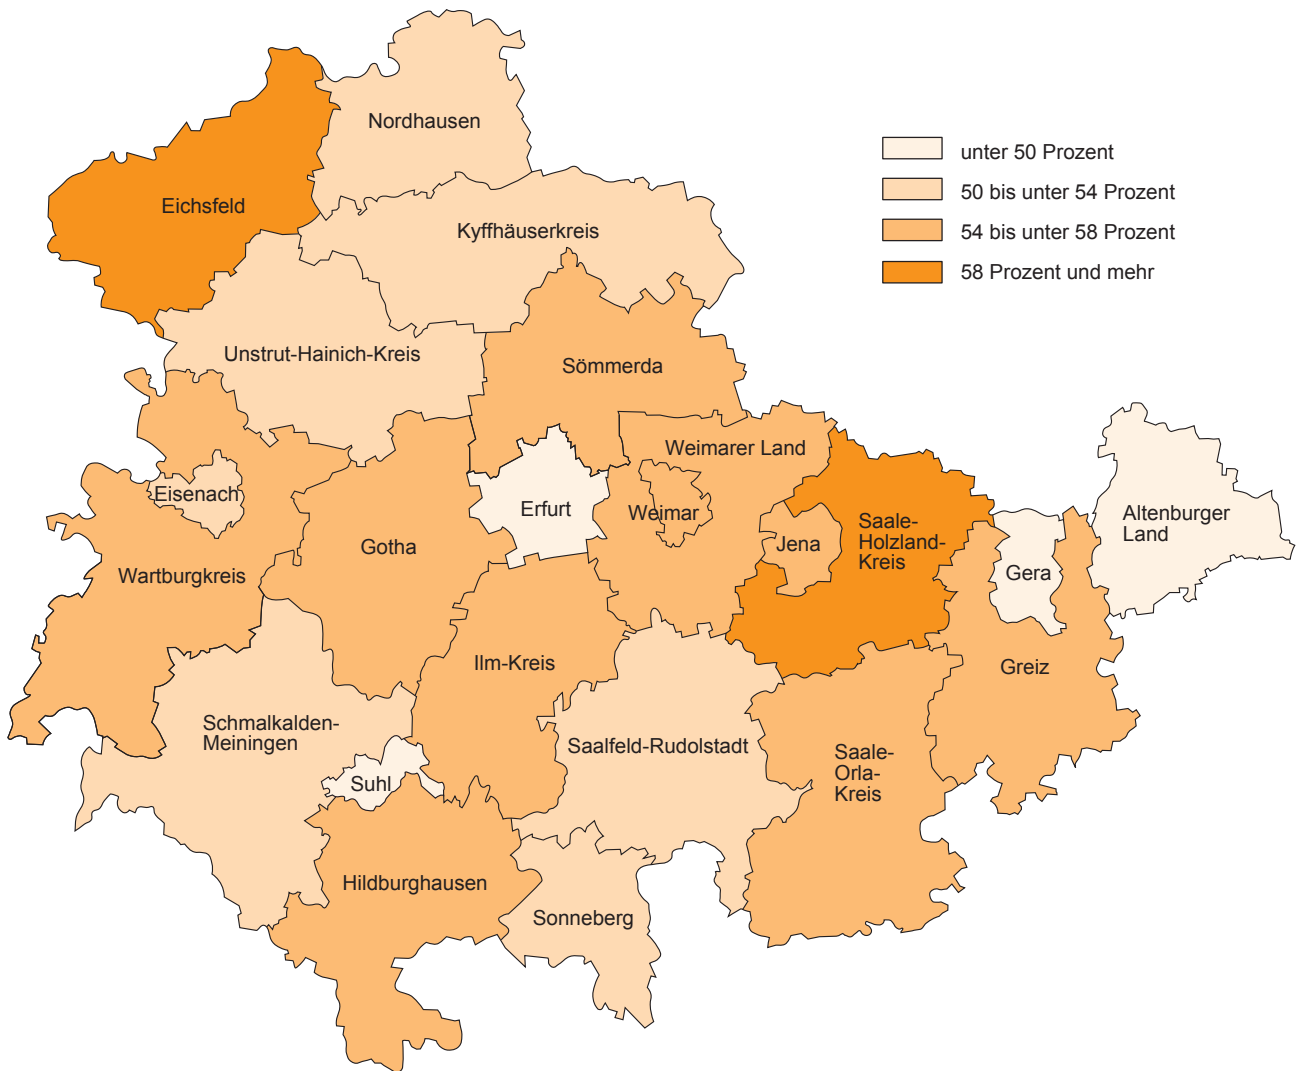 Nordhausen
unter 50 Prozent
50 bis unter 54 Prozent
54 bis unter 58 Prozent
58 Prozent und mehr
Eichsfeld
Kyffhäuserkreis
Unstrut-Hainich-Kreis
Sömmerda
Weimarer Land
Eisenach
Erfurt
Weimar
Saale-
Holzland-
Kreis
Altenburger
Land
Gotha
Jena
Wartburgkreis
Gera
Ilm-Kreis
Greiz
Schmalkalden-
Meiningen
Saalfeld-Rudolstadt
Saale-
Orla-
Kreis
Suhl
Hildburghausen
Sonneberg